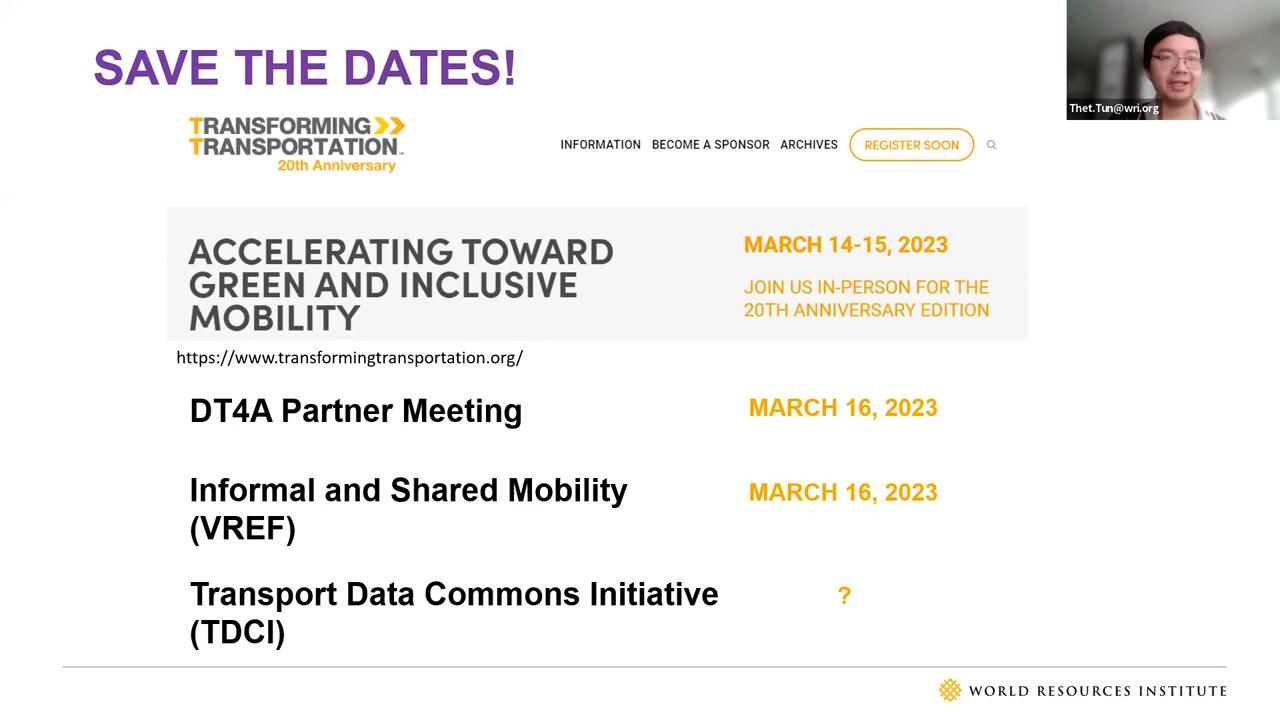 SAVE THE DATES!
Thet.Tun@wri.org
TRANSFORMING
TRANSPORTATION™
20th Anniversary
INFORMATION BECOME A SPONSOR ARCHIVES REGISTER SOON
ACCELERATING TOWARD
GREEN AND INCLUSIVE
MOBILITY
MARCH 14-15, 2023
JOIN US IN-PERSON FOR THE
20TH ANNIVERSARY EDITION
https://www.transformingtransportation.org/
DT4A Partner Meeting
MARCH 16, 2023
Informal and Shared Mobility
(VREF)
MARCH 16, 2023
Transport Data Commons Initiative
(TDCI)
?
WORLD RESOURCES INSTITUTE